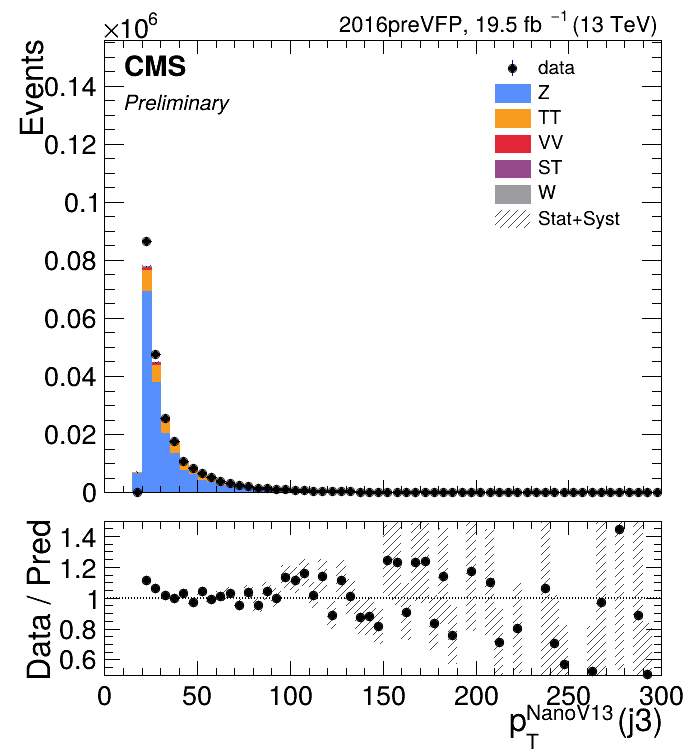 ×10⁶
2016preVFP, 19.5 fb ⁻¹ (13 TeV)
CMS
Preliminary
Events
0.14
0.12
0.1
0.08
0.06
0.04
0.02
0
data
Z
TT
VV
ST
W
Stat+Syst
Data / Pred
1.4
1.2
1
0.8
0.6
0 50 100 150 200 250 300
p_T^NanoV13 (j3)